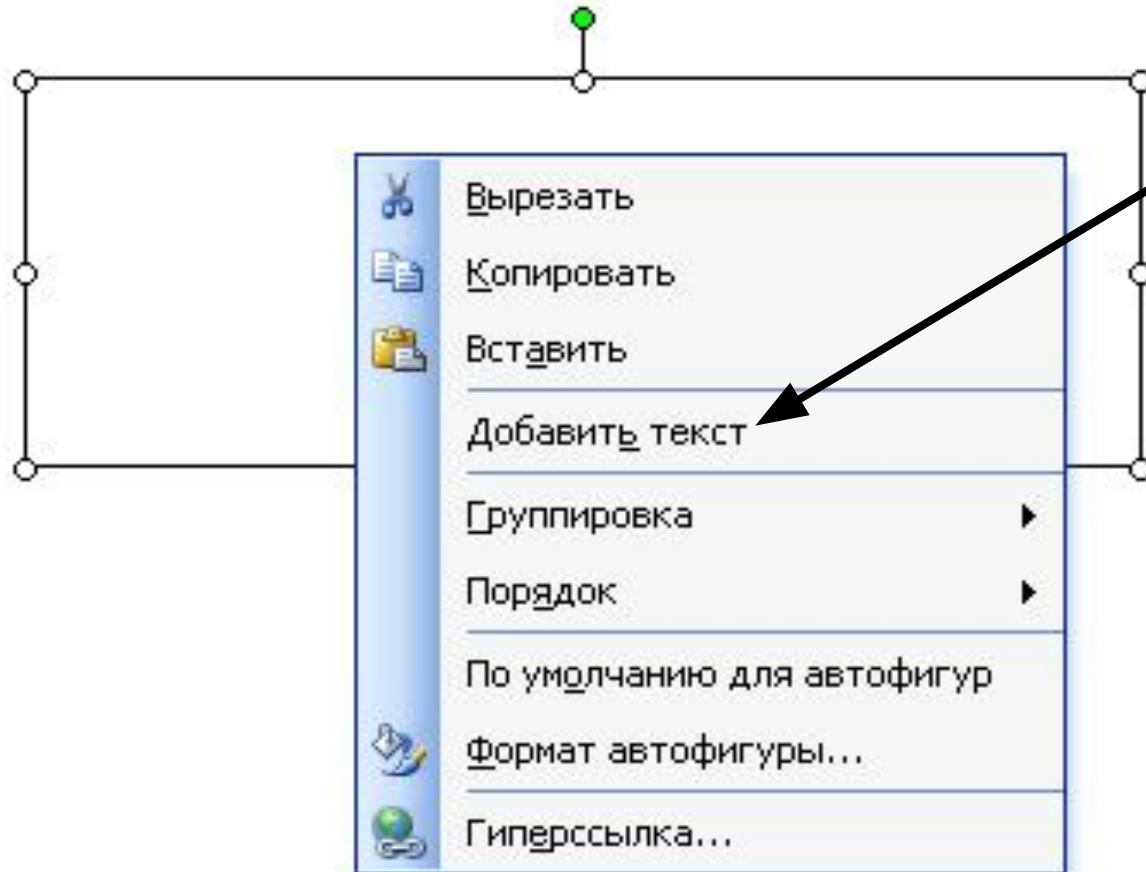 Вырезать
Копировать
Вставить
Добавить текст
Группировка
Порядок
По умолчанию для автофигур
Формат автофигуры...
Гиперссылка...